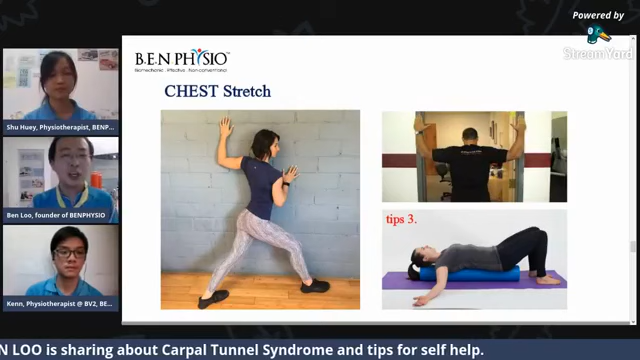 Powered by
StreamYard
B.E.N PHYSIO™
Biomechanic . Effective . Non conventional
CHEST Stretch
tips 3.
Shu Huey, Physiotherapist, BENP...
Ben Loo, founder of BENPHYSIO
Kenn, Physiotherapist @ BV2, BE...
N LOO is sharing about Carpal Tunnel Syndrome and tips for self help.